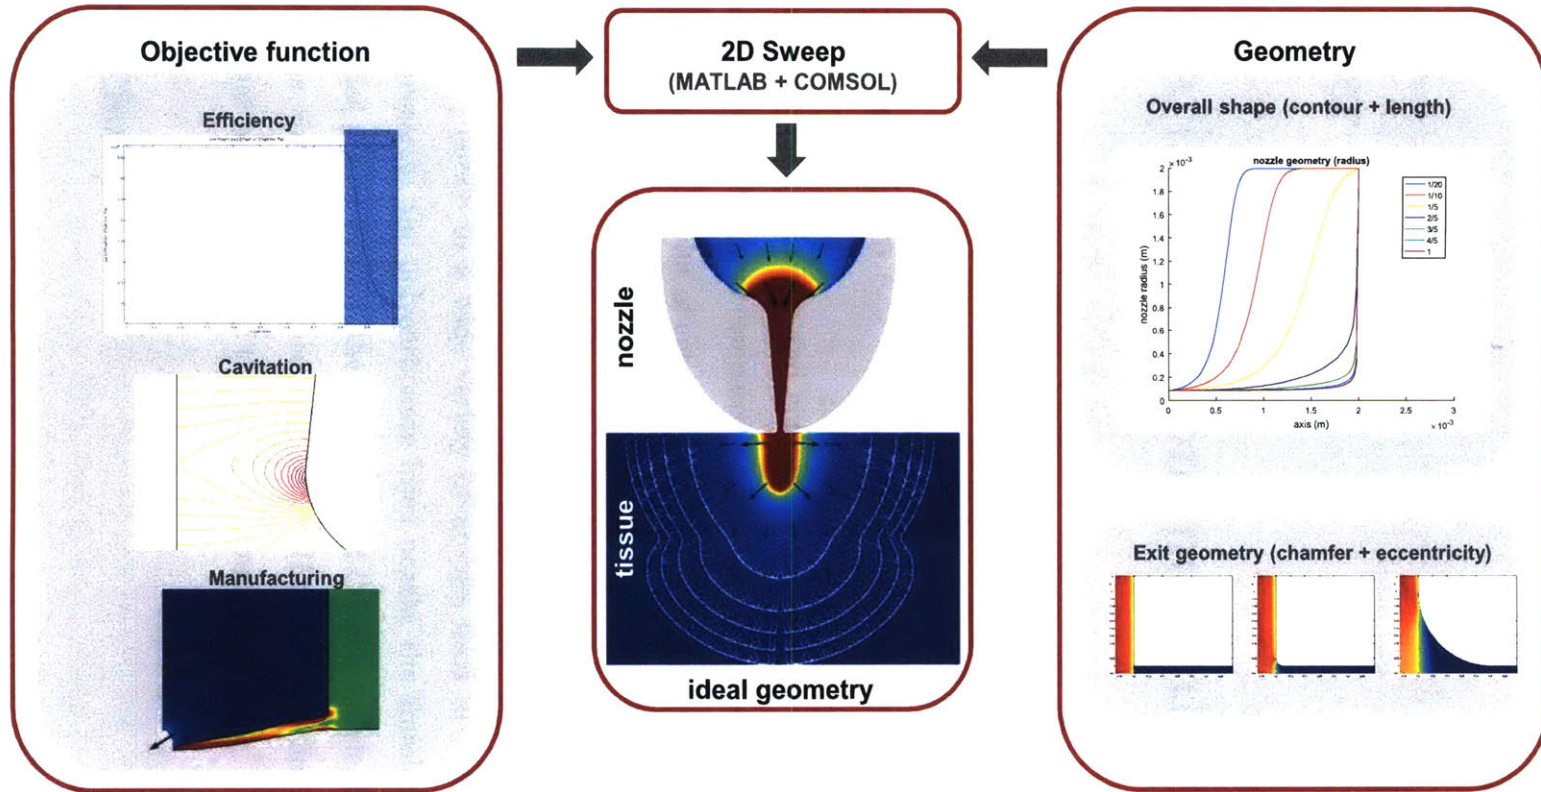 Objective function
Efficiency
Cavitation
Manufacturing
2D Sweep
(MATLAB + COMSOL)
nozzle
tissue
ideal geometry
Geometry
Overall shape (contour + length)
nozzle geometry (radius)
× 10⁻³
2
1.8
1.6
1.4
1.2
1
0.8
0.6
0.4
0.2
0
nozzle radius (m)
0
0.5
1
1.5
2
2.5
3
axis (m)
× 10⁻³
1/20
1/10
1/5
2/5
3/5
4/5
1
Exit geometry (chamfer + eccentricity)